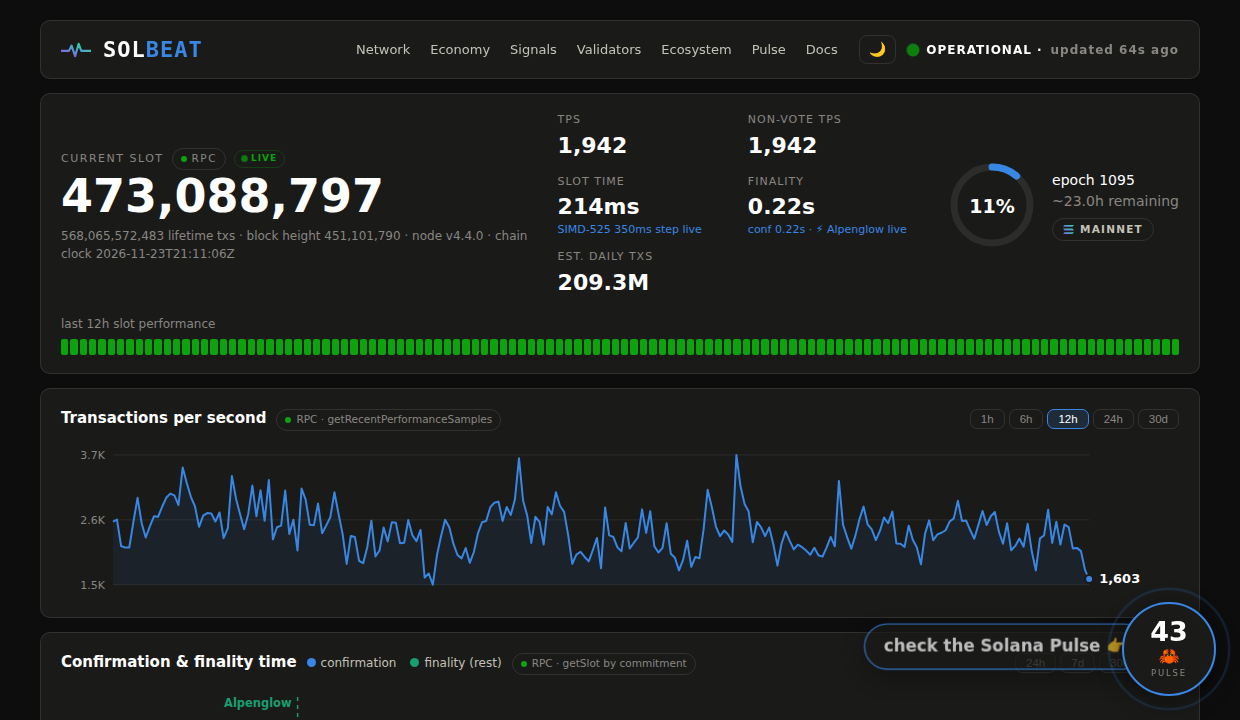 SOLBEAT
Network Economy Signals Validators Ecosystem Pulse Docs
OPERATIONAL · updated 64s ago
CURRENT SLOT RPC LIVE
473,088,797
568,065,572,483 lifetime txs · block height 451,101,790 · node v4.4.0 · chain
clock 2026-11-23T21:11:06Z
TPS
1,942
NON-VOTE TPS
1,942
SLOT TIME
214ms
SIMD-525 350ms step live
FINALITY
0.22s
conf 0.22s · ⚡ Alpenglow live
EST. DAILY TXS
209.3M
11%
epoch 1095
~23.0h remaining
MAINNET
last 12h slot performance
Transactions per second RPC · getRecentPerformanceSamples
1h 6h 12h 24h 30d
3.7K
2.6K
1.5K
1,603
Confirmation & finality time confirmation finality (rest) RPC · getSlot by commitment
24h 7d 30
check the Solana Pulse 👉
43
PULSE
Alpenglow